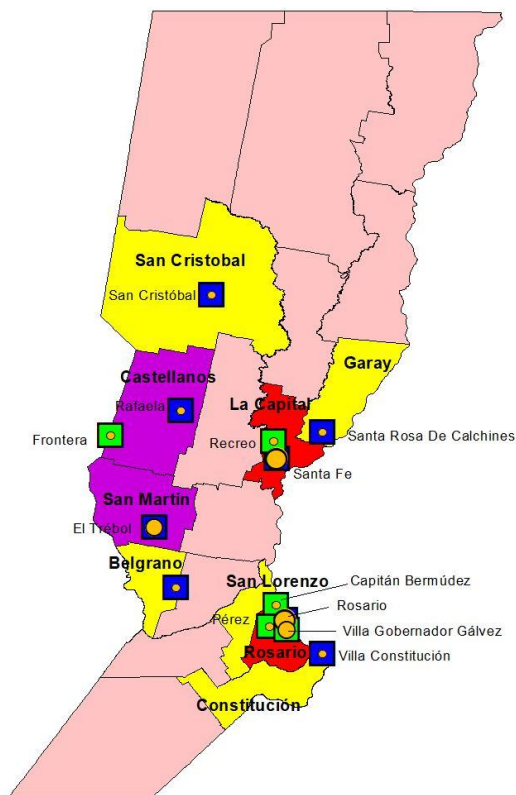 San Cristobal
San Cristóbal
Garay
Castellanos
Rafaela
La Capital
Frontera
Recreo
Santa Rosa De Calchines
Santa Fe
San Martín
El Trébol
Belgrano
San Lorenzo
Capitán Bermúdez
Rosario
Pérez
Villa Gobernador Gálvez
Rosario
Villa Constitución
Constitución